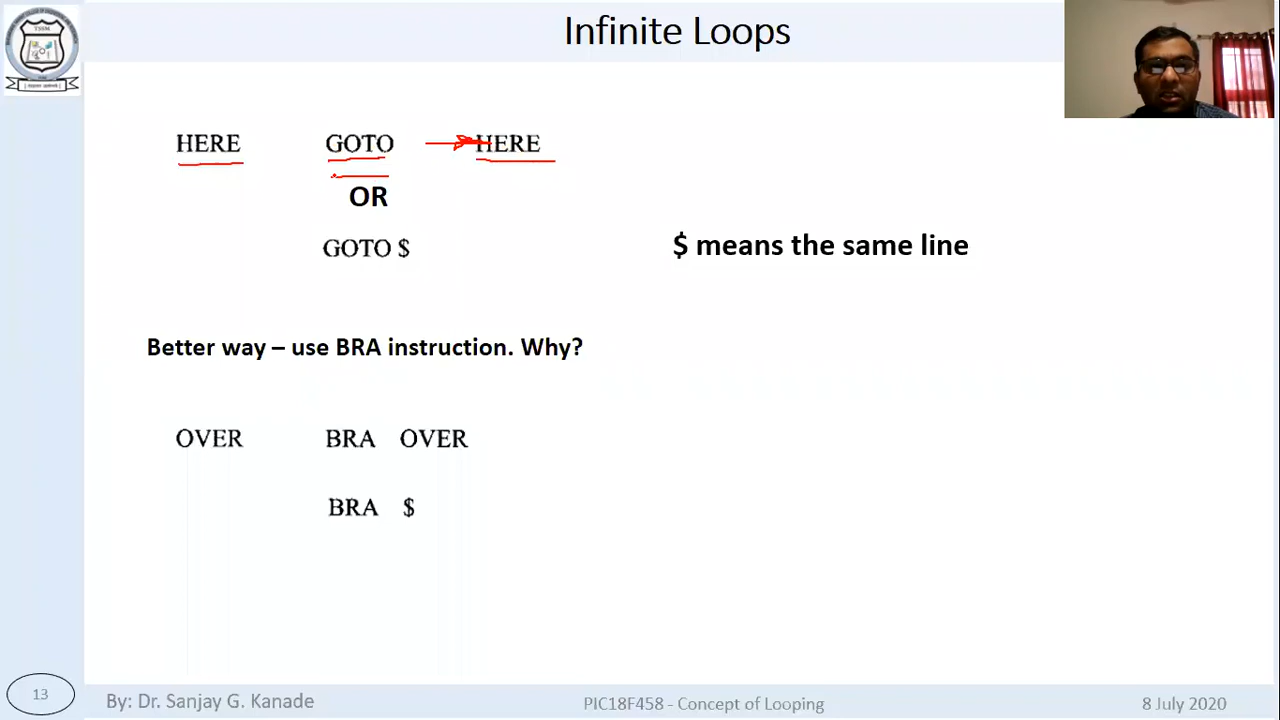 Infinite Loops
TSSM
HERE GOTO HERE
OR
GOTO $
$ means the same line
Better way – use BRA instruction. Why?
OVER BRA OVER
BRA $
13
By: Dr. Sanjay G. Kanade
PIC18F458 - Concept of Looping
8 July 2020